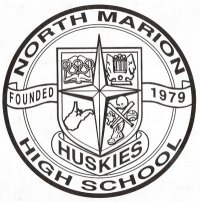 NORTH MARION
FOUNDED 1979
HUSKIES
HIGH SCHOOL